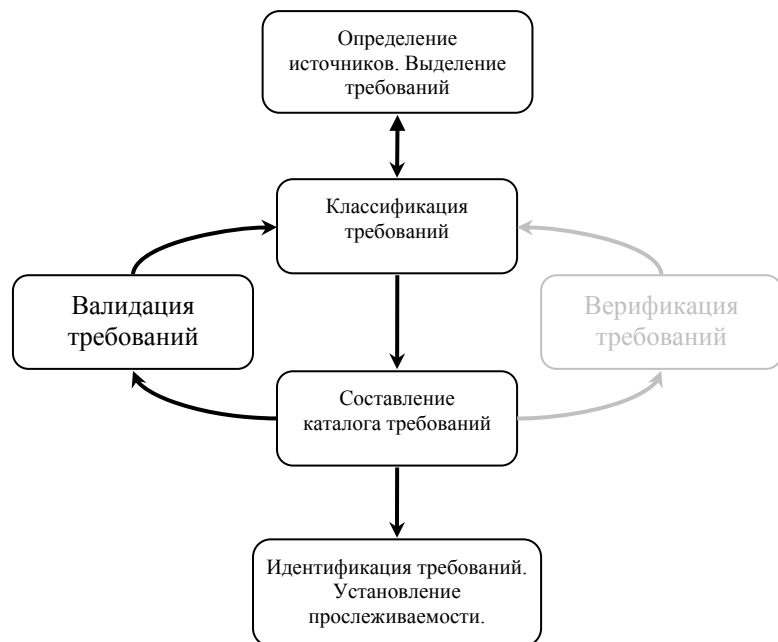 Определение
источников. Выделение
требований
Классификация
требований
Валидация
требований
Верификация
требований
Составление
каталога требований
Идентификация требований.
Установление
прослеживаемости.